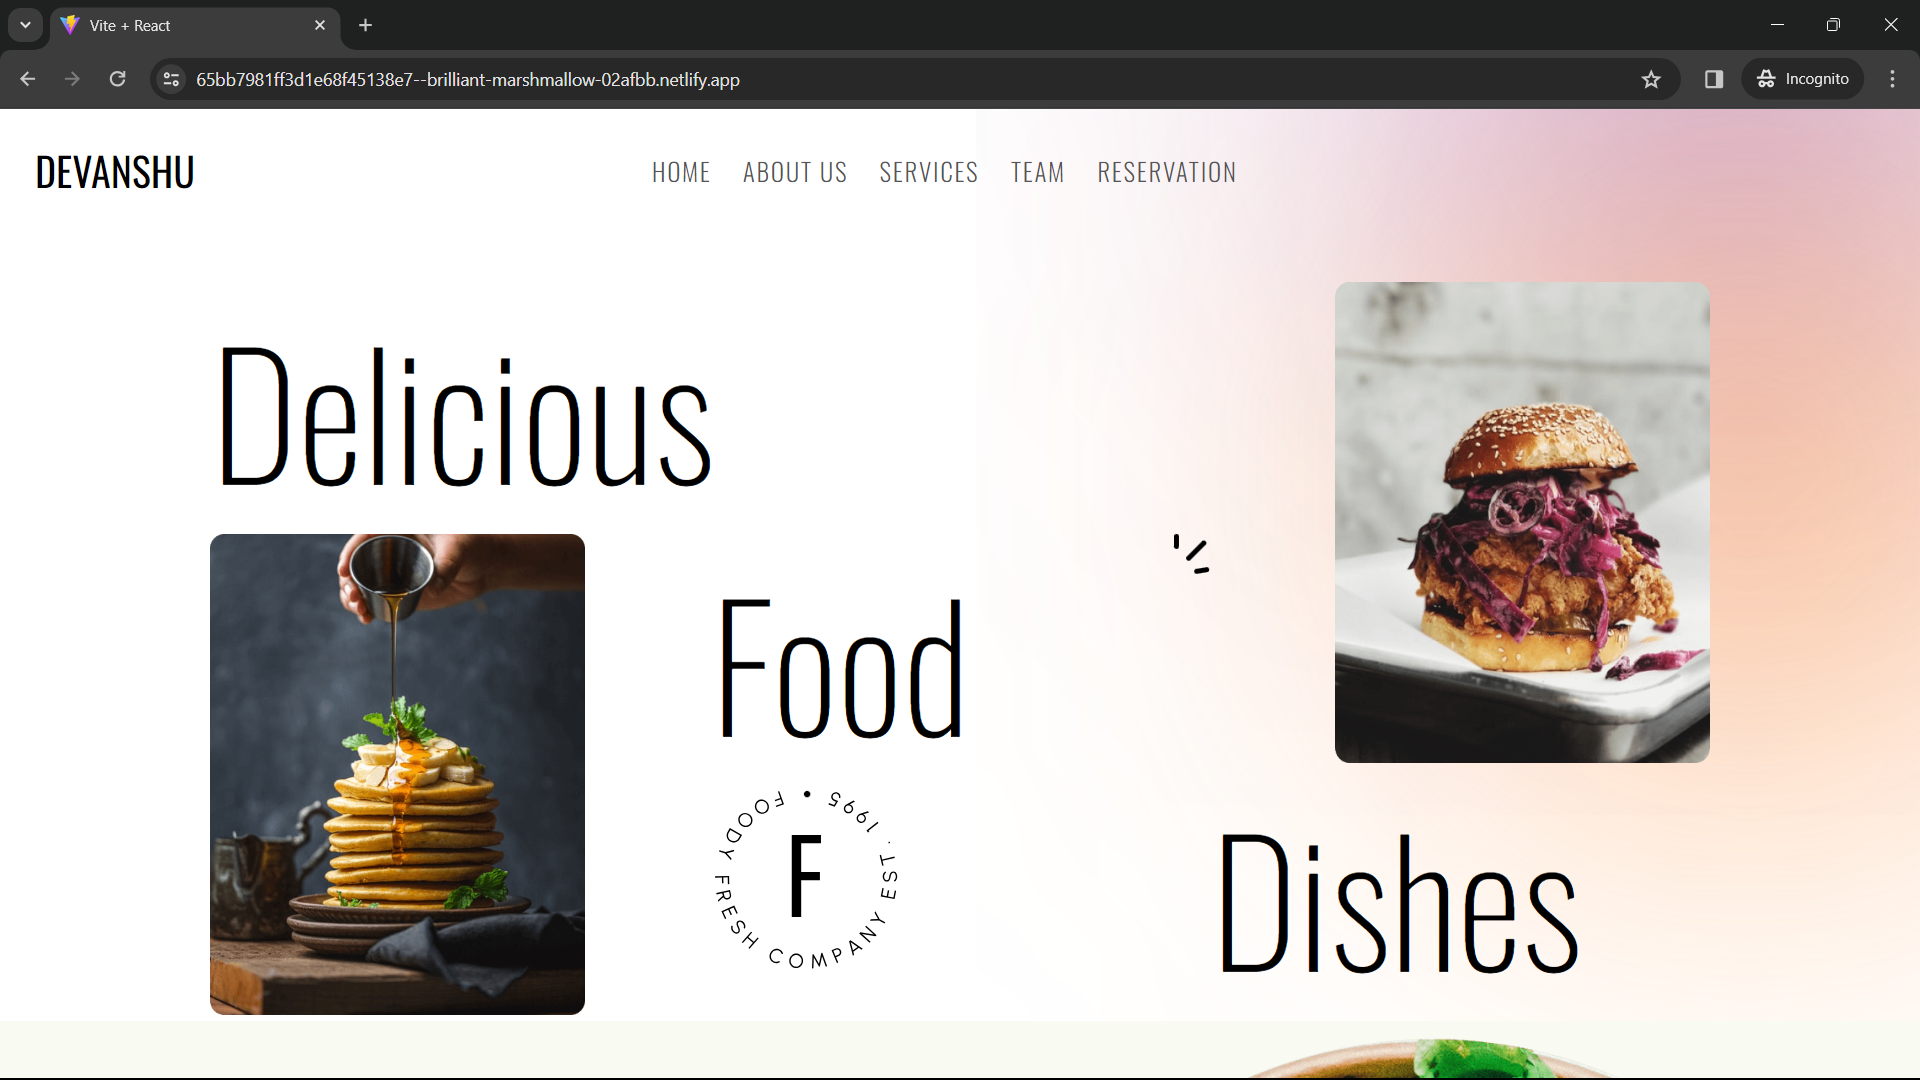 Vite + React
65bb7981ff3d1e68f45138e7--brilliant-marshmallow-02afbb.netlify.app
Incognito
DEVANSHU
HOME ABOUT US SERVICES TEAM RESERVATION
Delicious
Food
FOODY FRESH COMPANY EST. 1995 •
F
Dishes